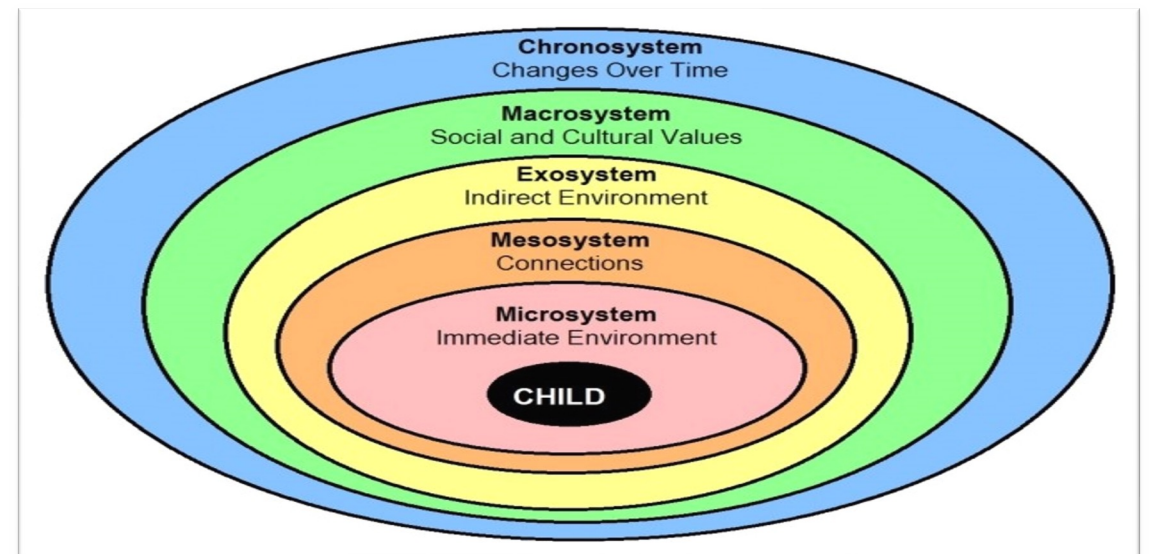 Chronosystem
Changes Over Time
Macrosystem
Social and Cultural Values
Exosystem
Indirect Environment
Mesosystem
Connections
Microsystem
Immediate Environment
CHILD